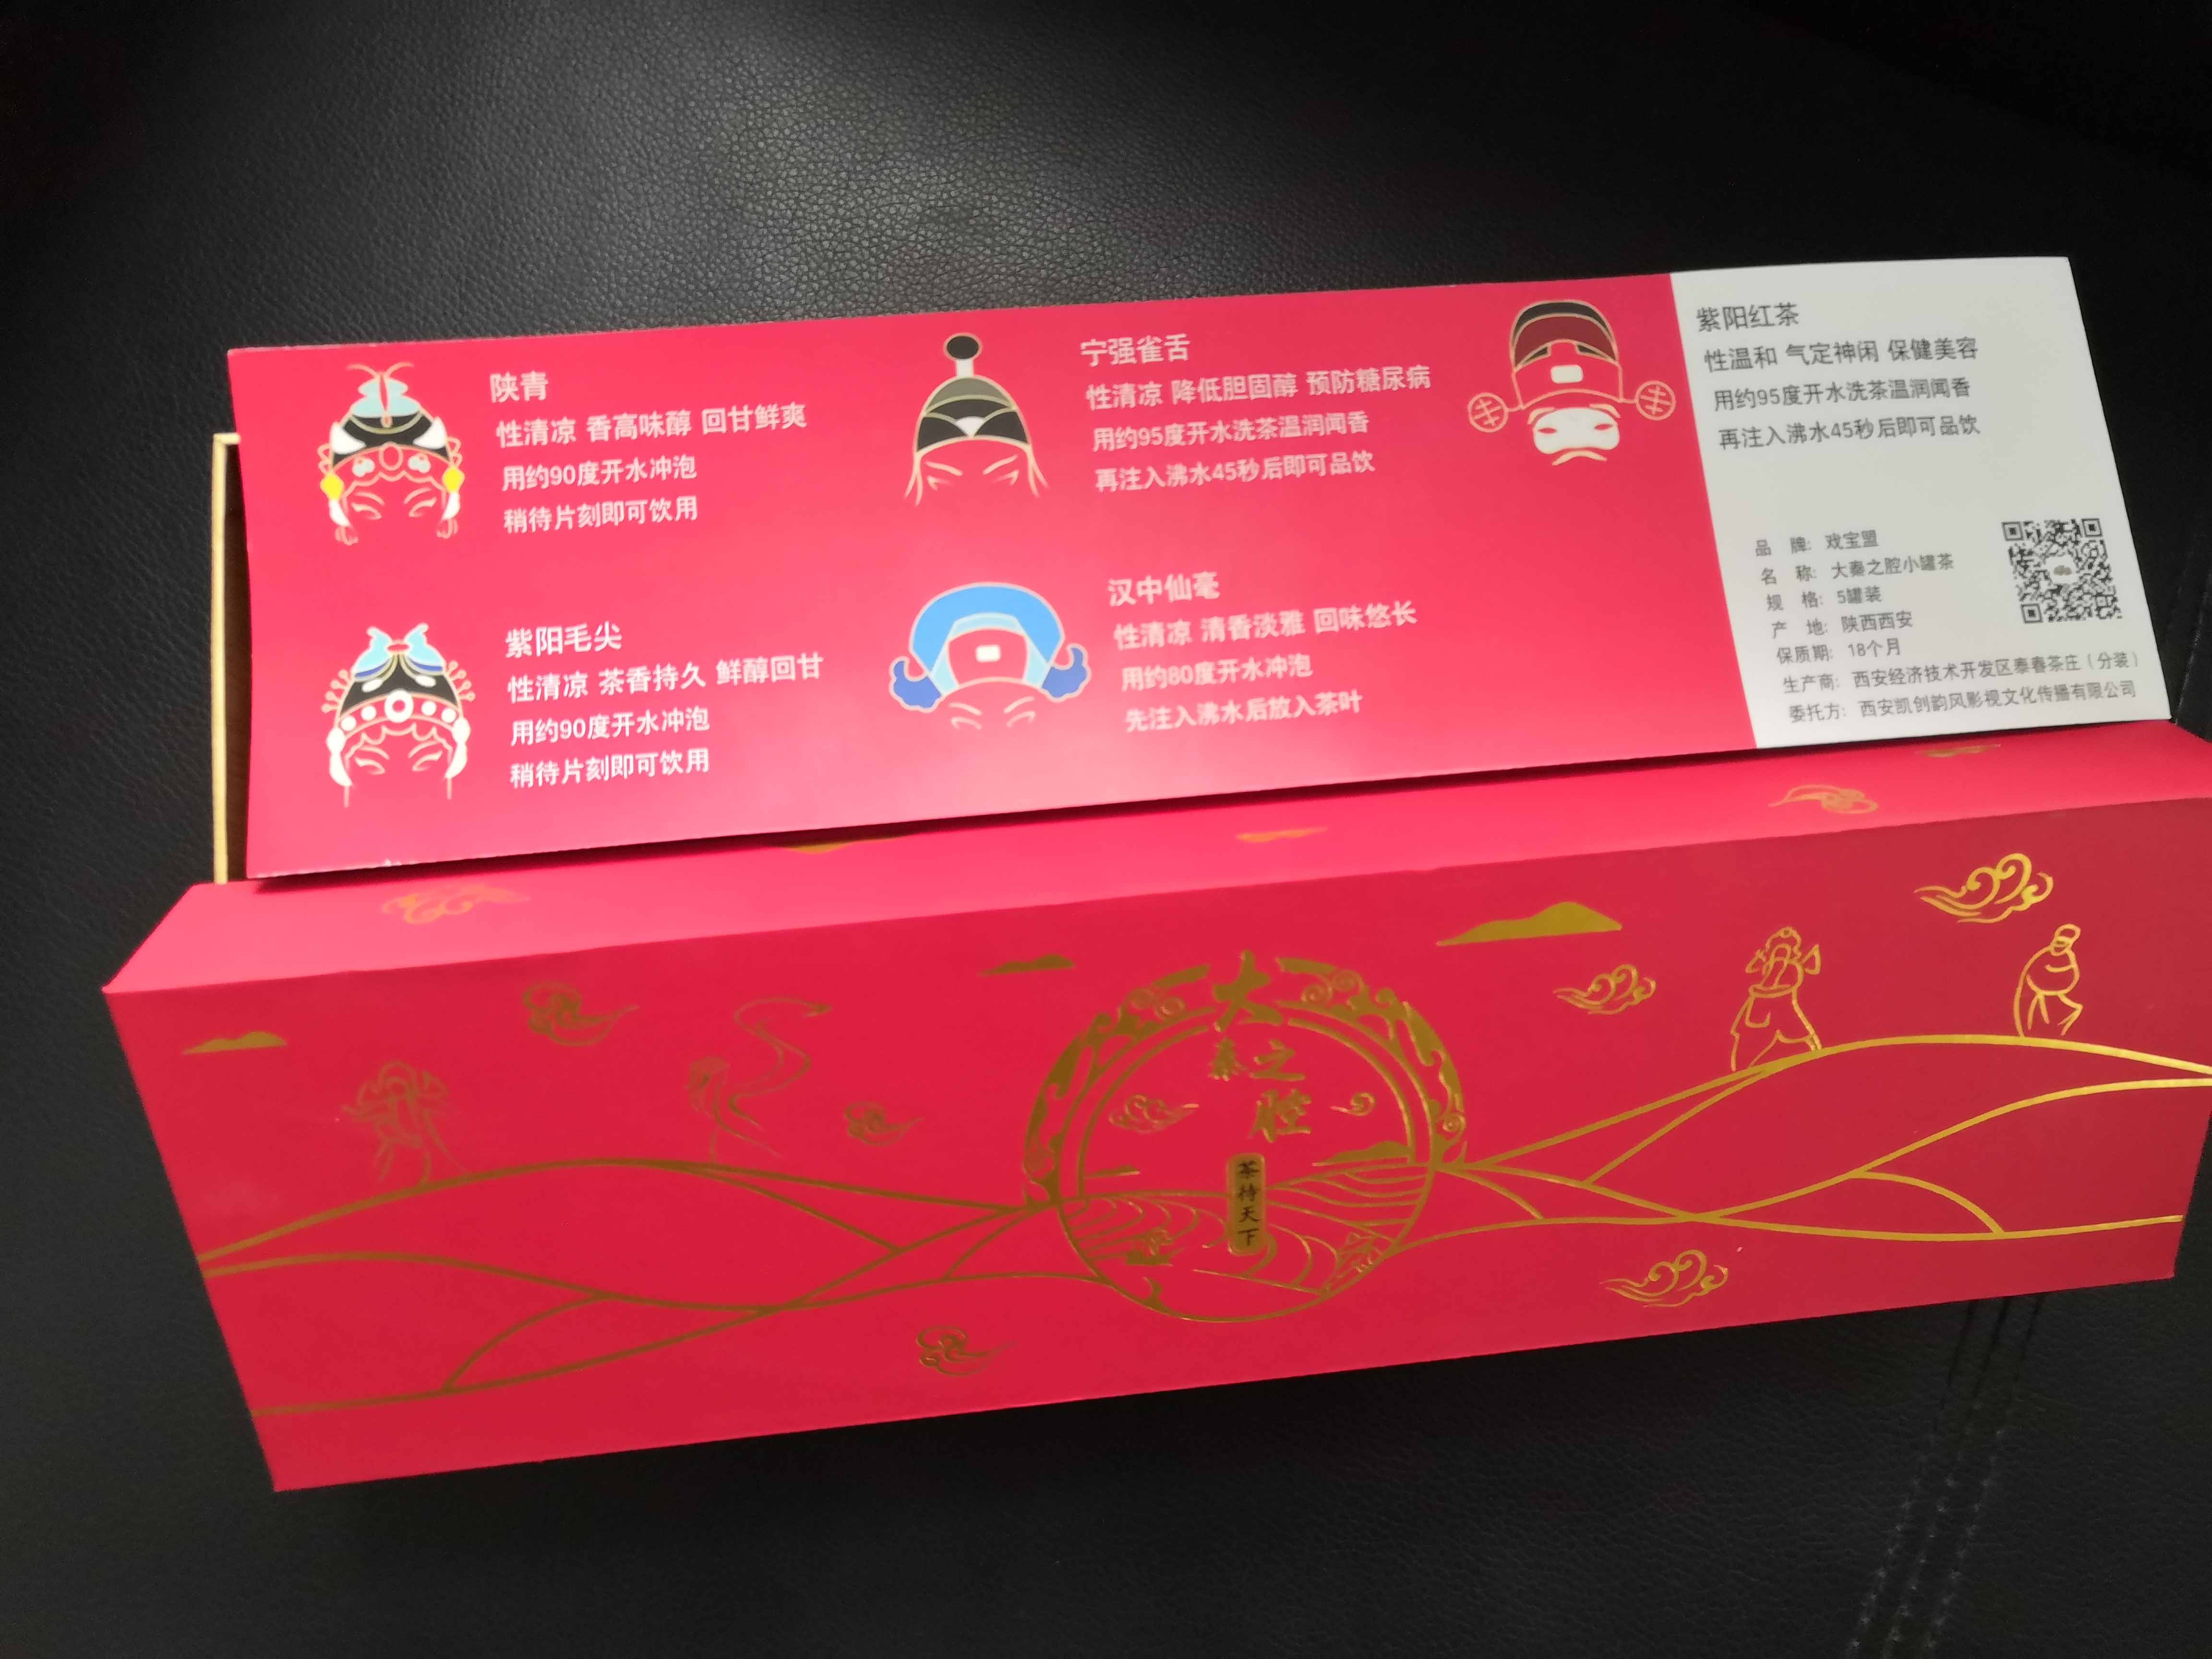 陕青
性清凉 香高味醇 回甘鲜爽
用约90度开水冲泡
稍待片刻即可饮用
紫阳毛尖
性清凉 茶香持久 鲜醇回甘
用约90度开水冲泡
稍待片刻即可饮用
宁强雀舌
性清凉 降低胆固醇 预防糖尿病
用约95度开水洗茶温润闻香
再注入沸水45秒后即可品饮
汉中仙毫
性清凉 清香淡雅 回味悠长
用约80度开水冲泡
先注入沸水后放入茶叶
紫阳红茶
性温和 气定神闲 保健美容
用约95度开水洗茶温润闻香
再注入沸水45秒后即可品饮
品 牌: 戏宝盟
名 称: 大秦之腔小罐茶
规 格: 5罐装
产 地: 陕西西安
保质期: 18个月
生产商: 西安经济技术开发区泰春茶庄（分装）
委托方: 西安凯创韵风影视文化传播有限公司
大
秦之
腔
茶待天下